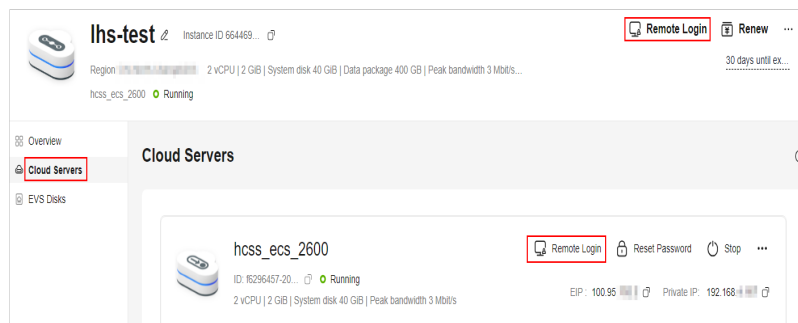 lhs-test Instance ID 664469... Remote Login Renew ...
Region 2 vCPU | 2 GiB | System disk 40 GiB | Data package 400 GB | Peak bandwidth 3 Mbit/s... 30 days until ex...
hcss_ecs_2600 Running
Overview
Cloud Servers
EVS Disks
Cloud Servers
hcss_ecs_2600 Remote Login Reset Password Stop ...
ID: f6296457-20... Running
EIP : 100.95 Private IP: 192.168
2 vCPU | 2 GiB | System disk 40 GiB | Peak bandwidth 3 Mbit/s